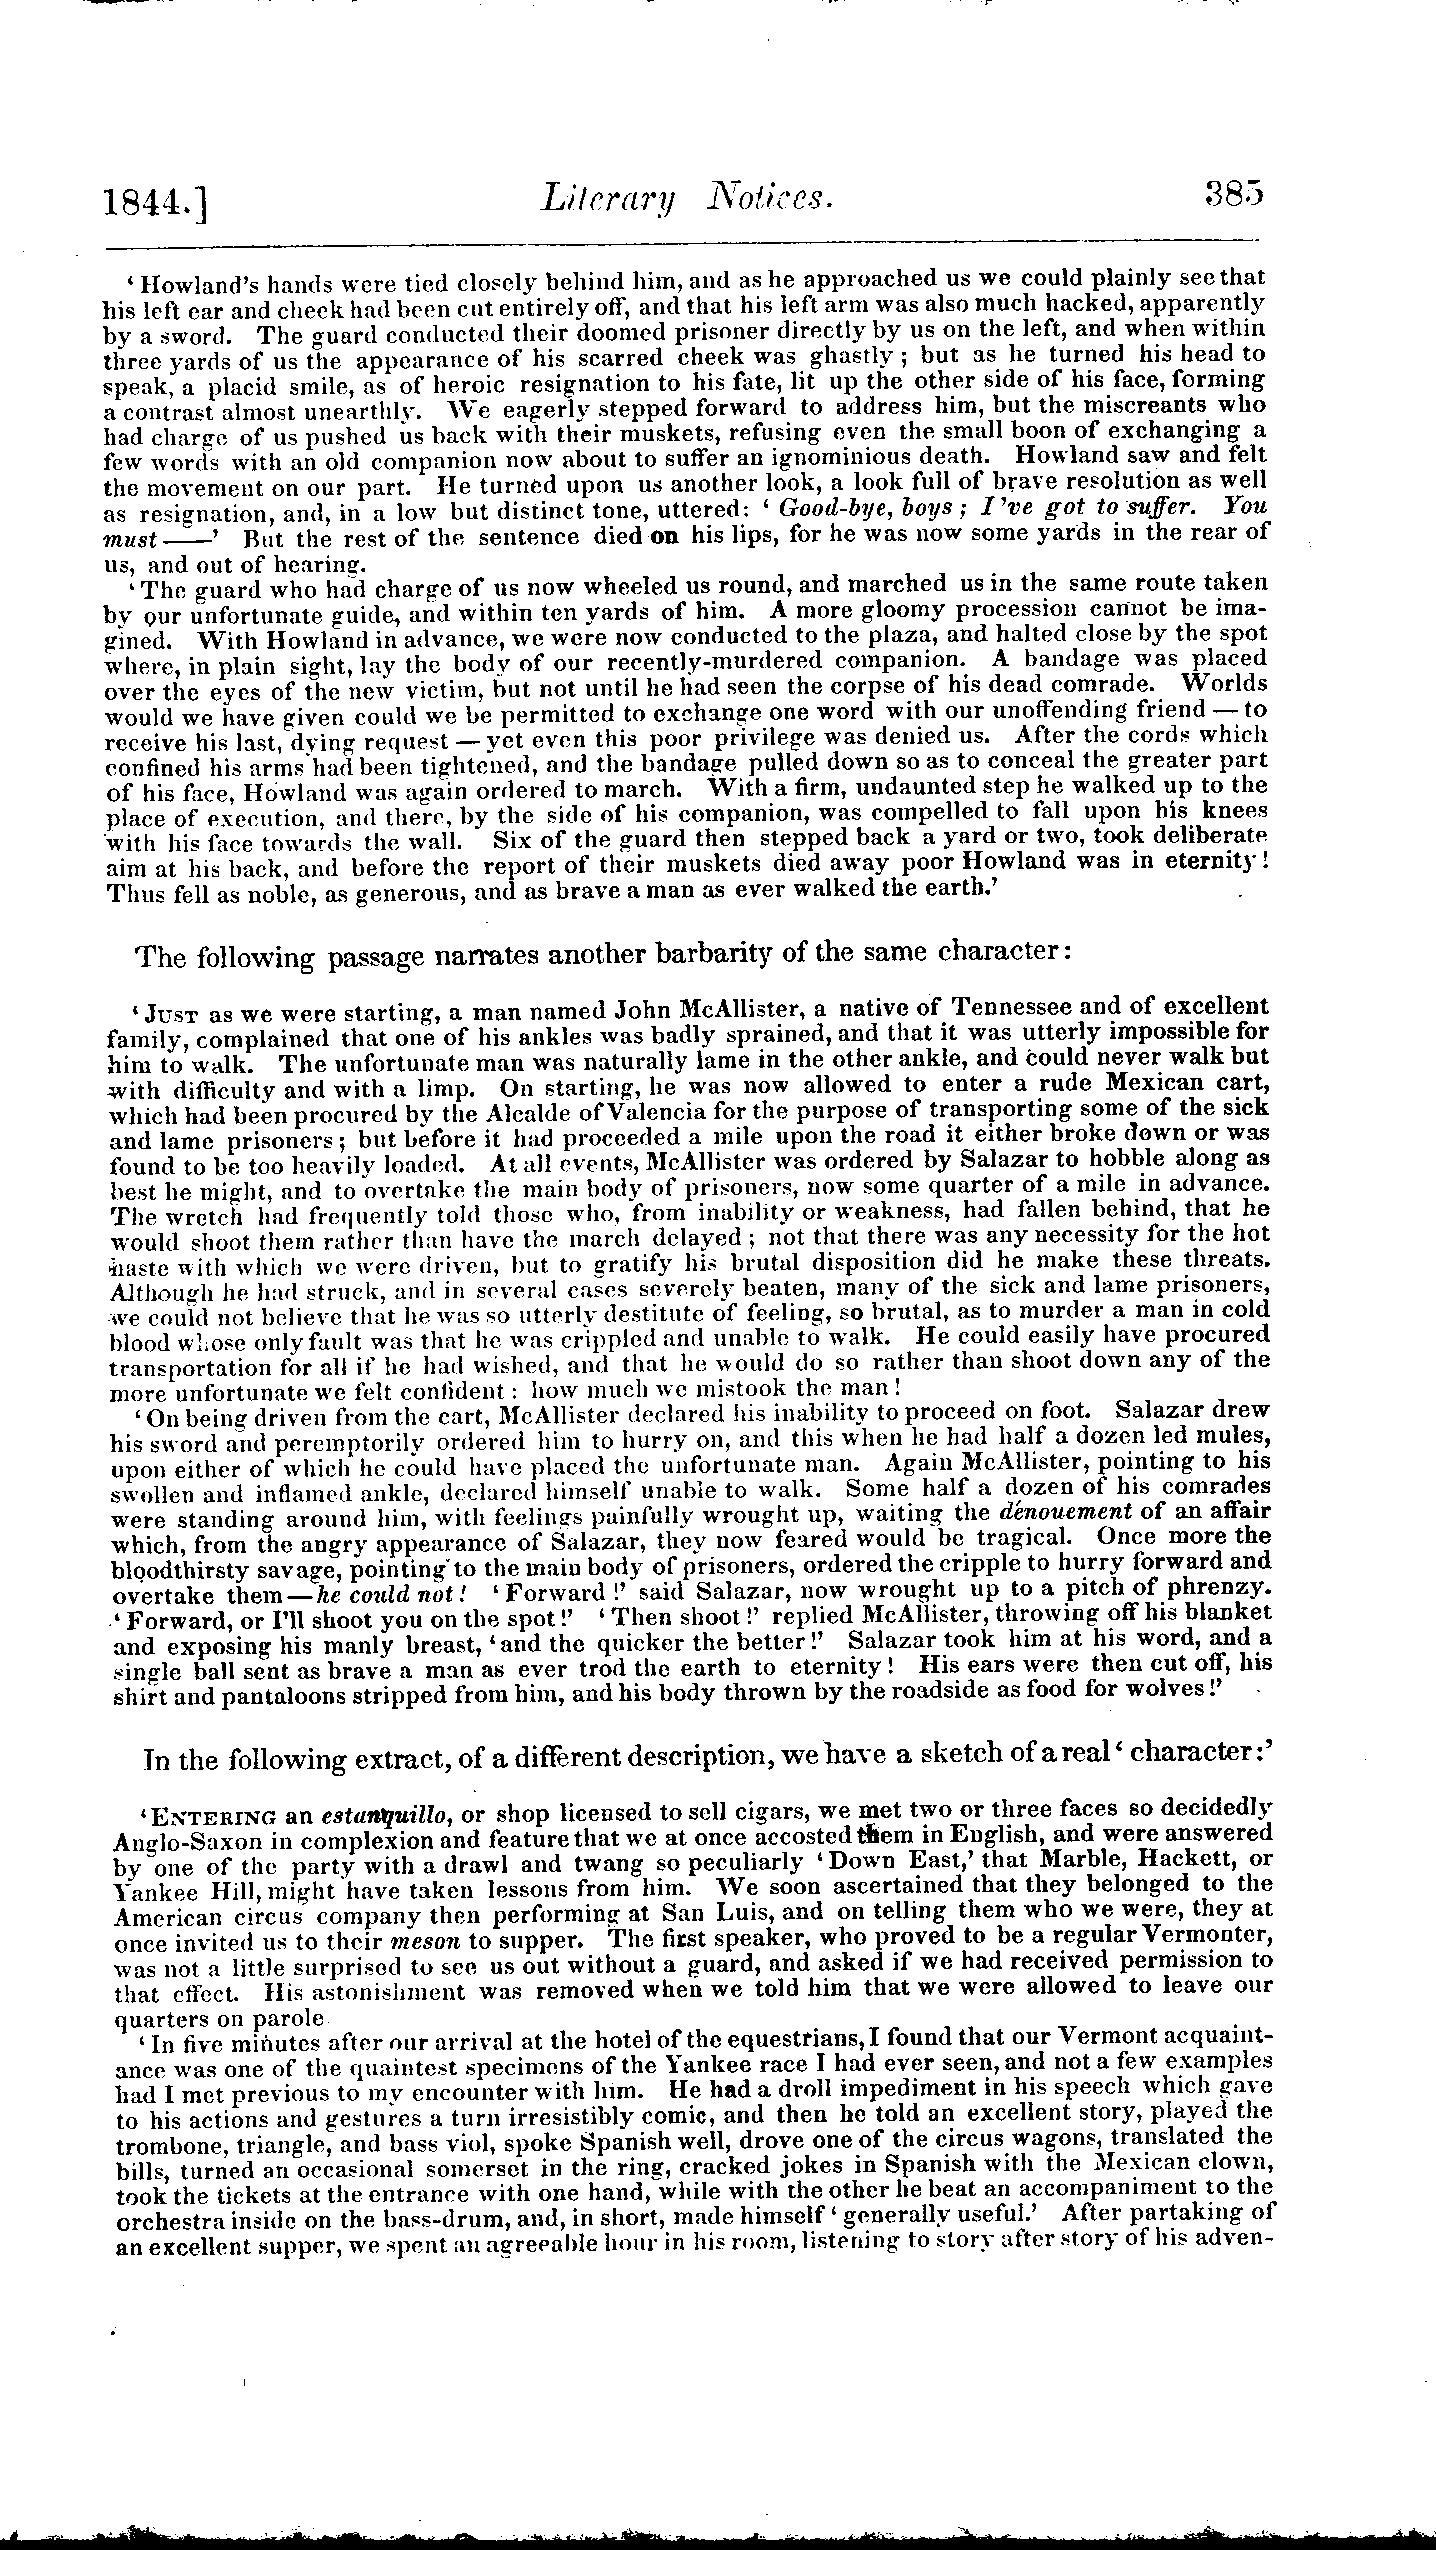 1844.] Literary Notices. 385
‘Howland's hands were tied closely behind him, and as he approached us we could plainly see that
his left ear and cheek had been cut entirely off, and that his left arm was also much hacked, apparently
by a sword. The guard conducted their doomed prisoner directly by us on the left, and when within
three yards of us the appearance of his scarred cheek was ghastly; but as he turned his head to
speak, a placid smile, as of heroic resignation to his fate, lit up the other side of his face, forming
a contrast almost unearthly. We eagerly stepped forward to address him, but the miscreants who
had charge of us pushed us back with their muskets, refusing even the small boon of exchanging a
few words with an old companion now about to suffer an ignominious death. Howland saw and felt
the movement on our part. He turned upon us another look, a look full of brave resolution as well
as resignation, and, in a low but distinct tone, uttered: ‘Good-bye, boys; I've got to suffer. You
must——’ But the rest of the sentence died on his lips, for he was now some yards in the rear of
us, and out of hearing.
‘The guard who had charge of us now wheeled us round, and marched us in the same route taken
by our unfortunate guide, and within ten yards of him. A more gloomy procession cannot be ima-
gined. With Howland in advance, we were now conducted to the plaza, and halted close by the spot
where, in plain sight, lay the body of our recently-murdered companion. A bandage was placed
over the eyes of the new victim, but not until he had seen the corpse of his dead comrade. Worlds
would we have given could we be permitted to exchange one word with our unoffending friend — to
receive his last, dying request — yet even this poor privilege was denied us. After the cords which
confined his arms had been tightened, and the bandage pulled down so as to conceal the greater part
of his face, Howland was again ordered to march. With a firm, undaunted step he walked up to the
place of execution, and there, by the side of his companion, was compelled to fall upon his knees
with his face towards the wall. Six of the guard then stepped back a yard or two, took deliberate
aim at his back, and before the report of their muskets died away poor Howland was in eternity!
Thus fell as noble, as generous, and as brave a man as ever walked the earth.’
The following passage narrates another barbarity of the same character:
‘JUST as we were starting, a man named John McAllister, a native of Tennessee and of excellent
family, complained that one of his ankles was badly sprained, and that it was utterly impossible for
him to walk. The unfortunate man was naturally lame in the other ankle, and could never walk but
with difficulty and with a limp. On starting, he was now allowed to enter a rude Mexican cart,
which had been procured by the Alcalde of Valencia for the purpose of transporting some of the sick
and lame prisoners; but before it had proceeded a mile upon the road it either broke down or was
found to be too heavily loaded. At all events, McAllister was ordered by Salazar to hobble along as
best he might, and to overtake the main body of prisoners, now some quarter of a mile in advance.
The wretch had frequently told those who, from inability or weakness, had fallen behind, that he
would shoot them rather than have the march delayed; not that there was any necessity for the hot
haste with which we were driven, but to gratify his brutal disposition did he make these threats.
Although he had struck, and in several cases severely beaten, many of the sick and lame prisoners,
we could not believe that he was so utterly destitute of feeling, so brutal, as to murder a man in cold
blood whose only fault was that he was crippled and unable to walk. He could easily have procured
transportation for all if he had wished, and that he would do so rather than shoot down any of the
more unfortunate we felt confident: how much we mistook the man!
‘On being driven from the cart, McAllister declared his inability to proceed on foot. Salazar drew
his sword and peremptorily ordered him to hurry on, and this when he had half a dozen led mules,
upon either of which he could have placed the unfortunate man. Again McAllister, pointing to his
swollen and inflamed ankle, declared himself unable to walk. Some half a dozen of his comrades
were standing around him, with feelings painfully wrought up, waiting the dénouement of an affair
which, from the angry appearance of Salazar, they now feared would be tragical. Once more the
bloodthirsty savage, pointing to the main body of prisoners, ordered the cripple to hurry forward and
overtake them—he could not! ‘Forward!’ said Salazar, now wrought up to a pitch of phrenzy.
‘Forward, or I'll shoot you on the spot!’ ‘Then shoot!’ replied McAllister, throwing off his blanket
and exposing his manly breast, ‘and the quicker the better!’ Salazar took him at his word, and a
single ball sent as brave a man as ever trod the earth to eternity! His ears were then cut off, his
shirt and pantaloons stripped from him, and his body thrown by the roadside as food for wolves!’
In the following extract, of a different description, we have a sketch of a real ‘character:’
‘ENTERING an estanquillo, or shop licensed to sell cigars, we met two or three faces so decidedly
Anglo-Saxon in complexion and feature that we at once accosted them in English, and were answered
by one of the party with a drawl and twang so peculiarly ‘Down East,’ that Marble, Hackett, or
Yankee Hill, might have taken lessons from him. We soon ascertained that they belonged to the
American circus company then performing at San Luis, and on telling them who we were, they at
once invited us to their meson to supper. The first speaker, who proved to be a regular Vermonter,
was not a little surprised to see us out without a guard, and asked if we had received permission to
that effect. His astonishment was removed when we told him that we were allowed to leave our
quarters on parole
‘In five minutes after our arrival at the hotel of the equestrians, I found that our Vermont acquaint-
ance was one of the quaintest specimens of the Yankee race I had ever seen, and not a few examples
had I met previous to my encounter with him. He had a droll impediment in his speech which gave
to his actions and gestures a turn irresistibly comic, and then he told an excellent story, played the
trombone, triangle, and bass viol, spoke Spanish well, drove one of the circus wagons, translated the
bills, turned an occasional somerset in the ring, cracked jokes in Spanish with the Mexican clown,
took the tickets at the entrance with one hand, while with the other he beat an accompaniment to the
orchestra inside on the bass-drum, and, in short, made himself ‘generally useful.’ After partaking of
an excellent supper, we spent an agreeable hour in his room, listening to story after story of his adven-